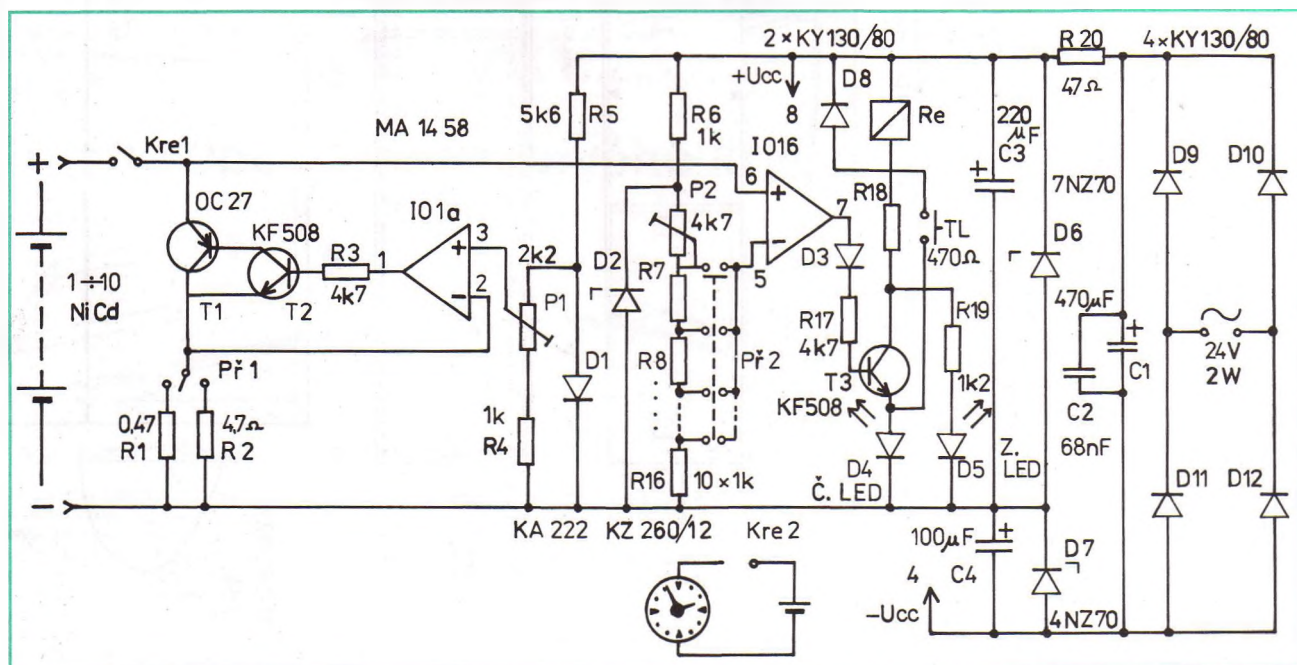 2×KY130/80
R20
4×KY130/80
+Ucc
8
D8
47Ω
5k6
R5
R6
1k
Re
220
µF
C3
MA 1458
Kre1
+
IO16
6
+
D9
D10
P2
4k7
7
R18
7NZ70
OC 27
IO1a
KF508
R3
1
3
+
2k2
D2
−
5
D3
TL
470Ω
D6
4k7
2
−
P1
R7
470µF
+
1÷10
NiCd
T1
T2
R17
4k7
R19
D1
R8
Př2
24V
2W
C1
Př 1
T3
1k2
KF508
C2
0,47
R1
4,7Ω
R2
1k
R4
68nF
D4
D5
Z.
LED
R16
10×1k
Č. LED
D11
D12
−
KA 222
KZ 260/12
Kre2
100µF
+
C4
D7
4
−Ucc
4NZ70